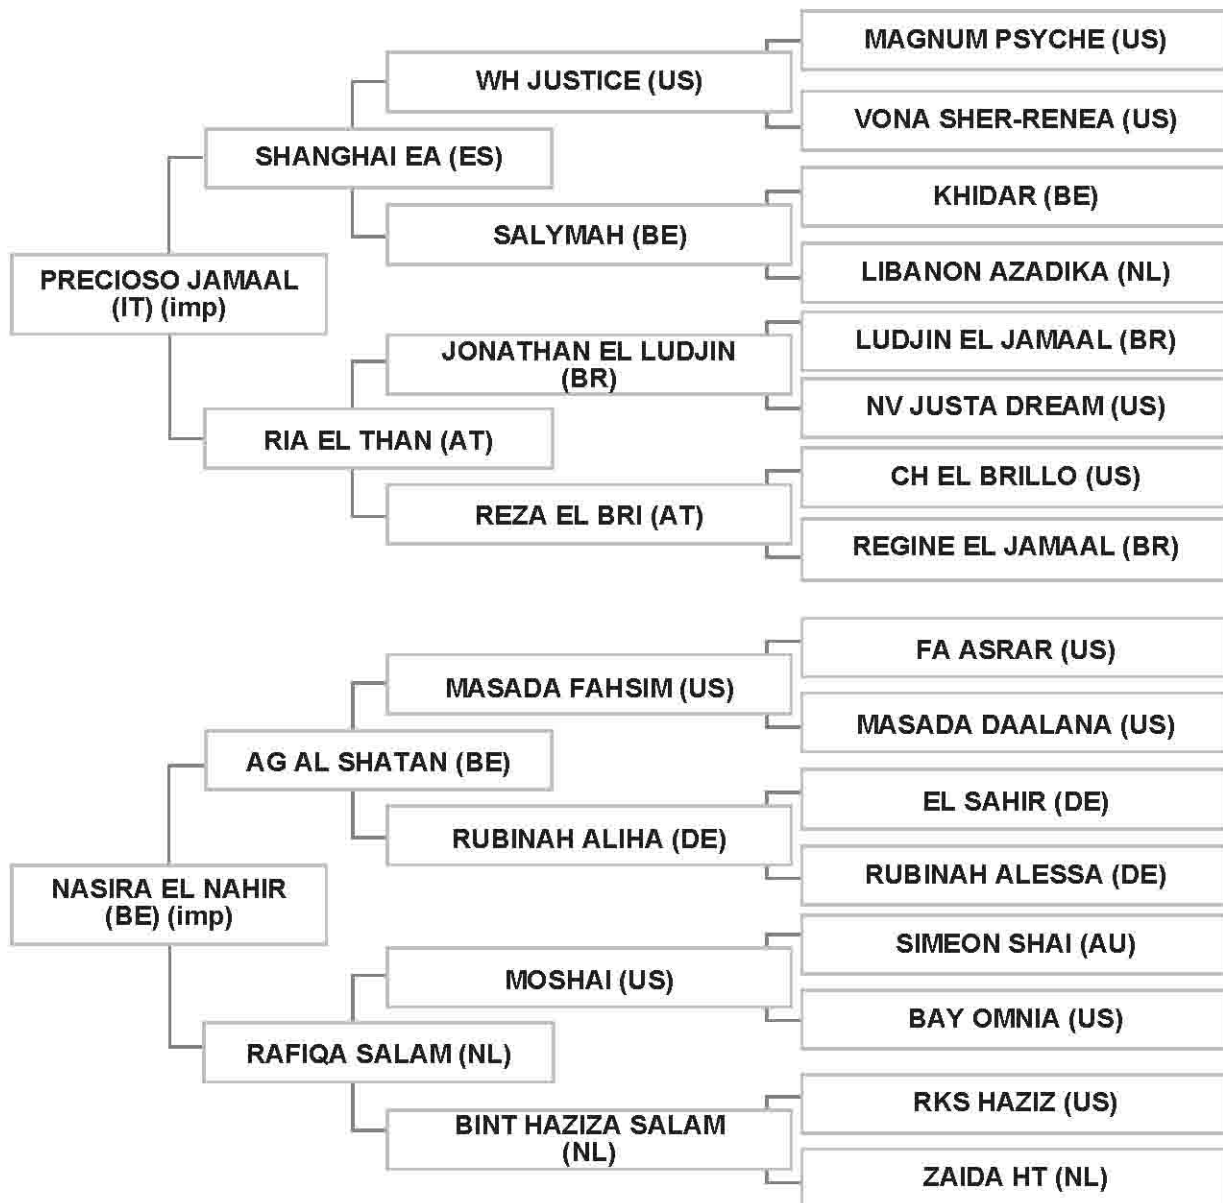 MAGNUM PSYCHE (US)
WH JUSTICE (US)
VONA SHER-RENEA (US)
SHANGHAI EA (ES)
KHIDAR (BE)
SALYMAH (BE)
LIBANON AZADIKA (NL)
PRECIOSO JAMAAL
(IT) (imp)
LUDJIN EL JAMAAL (BR)
JONATHAN EL LUDJIN
(BR)
NV JUSTA DREAM (US)
RIA EL THAN (AT)
CH EL BRILLO (US)
REZA EL BRI (AT)
REGINE EL JAMAAL (BR)
FA ASRAR (US)
MASADA FAHSIM (US)
MASADA DAALANA (US)
AG AL SHATAN (BE)
EL SAHIR (DE)
RUBINAH ALIHA (DE)
RUBINAH ALESSA (DE)
NASIRA EL NAHIR
(BE) (imp)
SIMEON SHAI (AU)
MOSHAI (US)
BAY OMNIA (US)
RAFIQA SALAM (NL)
RKS HAZIZ (US)
BINT HAZIZA SALAM
(NL)
ZAIDA HT (NL)